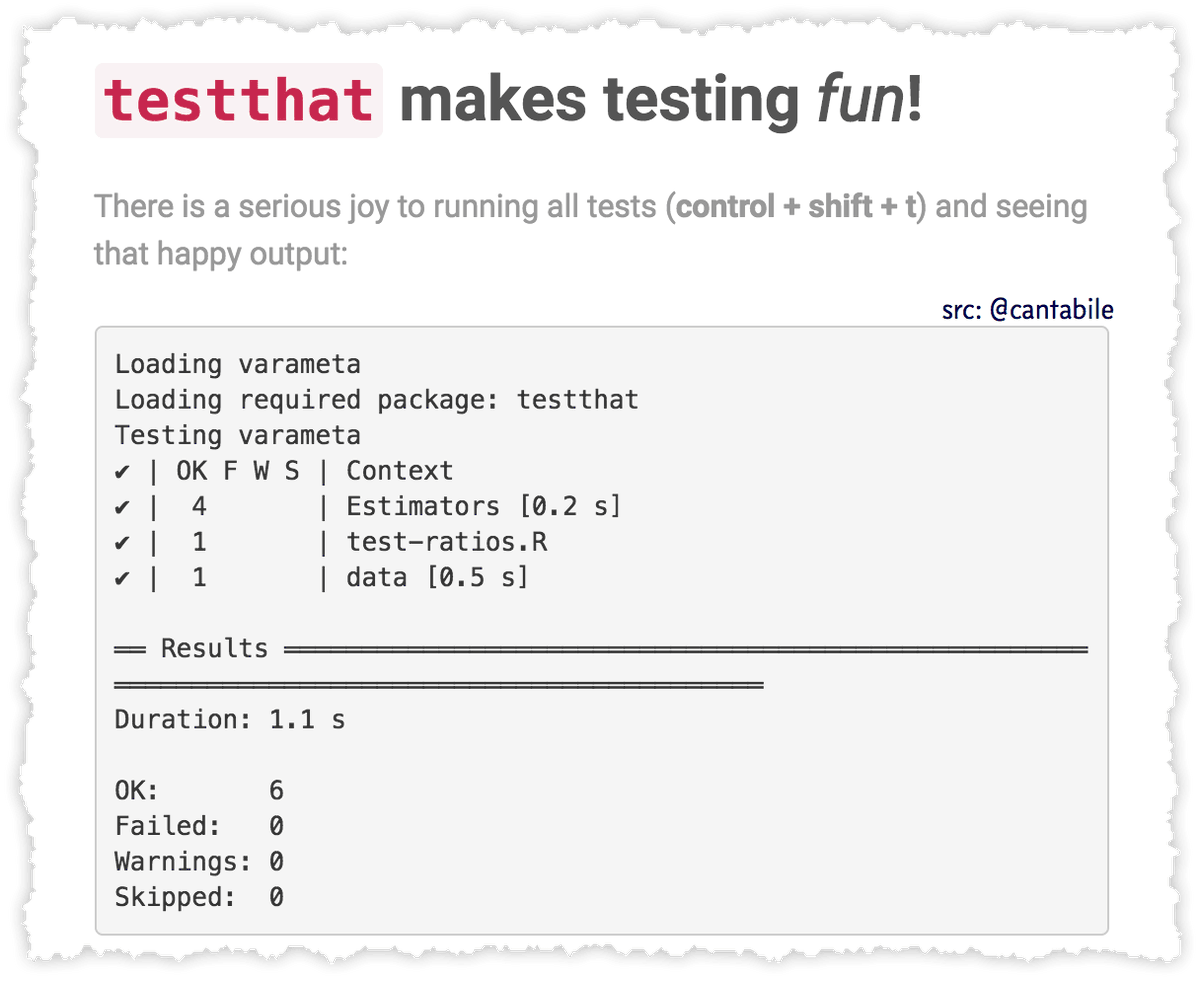 testthat makes testing fun!
There is a serious joy to running all tests (control + shift + t) and seeing
that happy output:
src: @cantabile
Loading varameta
Loading required package: testthat
Testing varameta
✔ | OK F W S | Context
✔ |  4       | Estimators [0.2 s]
✔ |  1       | test-ratios.R
✔ |  1       | data [0.5 s]
══ Results ════════════════════════════════════════════════════
══════════════════════════════════════════
Duration: 1.1 s
OK:       6
Failed:   0
Warnings: 0
Skipped:  0